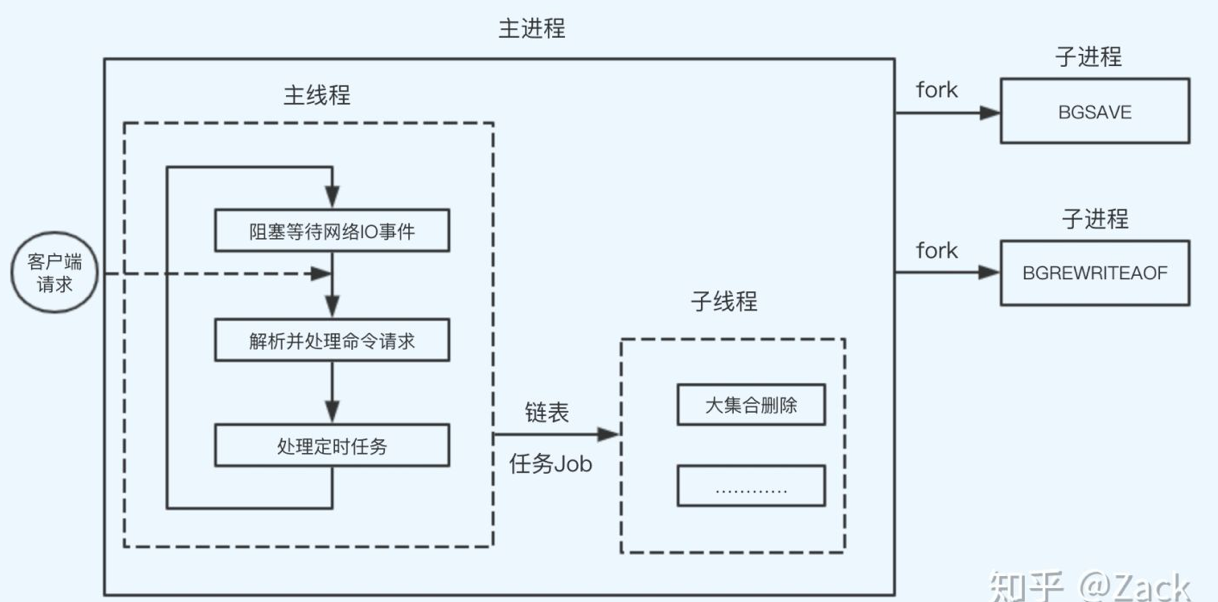 主进程
子进程
fork
BGSAVE
主线程
阻塞等待网络IO事件
子进程
fork
BGREWRITEAOF
客户端
请求
子线程
解析并处理命令请求
大集合删除
链表
处理定时任务
任务Job
…………
知乎 @Zack